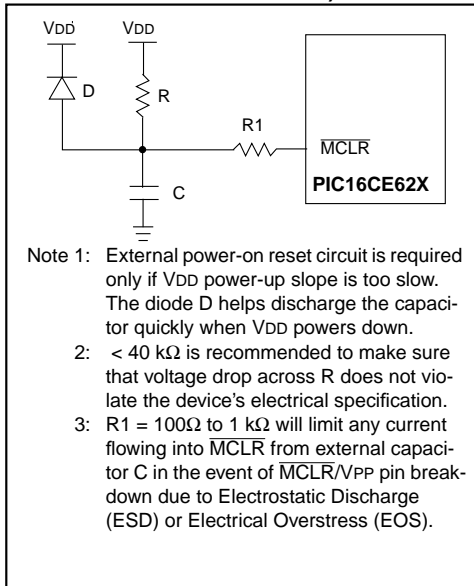 VDD VDD
D
R
R1
MCLR
C
PIC16CE62X
Note 1: External power-on reset circuit is required
only if VDD power-up slope is too slow.
The diode D helps discharge the capaci-
tor quickly when VDD powers down.
2: < 40 kΩ is recommended to make sure
that voltage drop across R does not vio-
late the device's electrical specification.
3: R1 = 100Ω to 1 kΩ will limit any current
flowing into MCLR from external capaci-
tor C in the event of MCLR/VPP pin break-
down due to Electrostatic Discharge
(ESD) or Electrical Overstress (EOS).